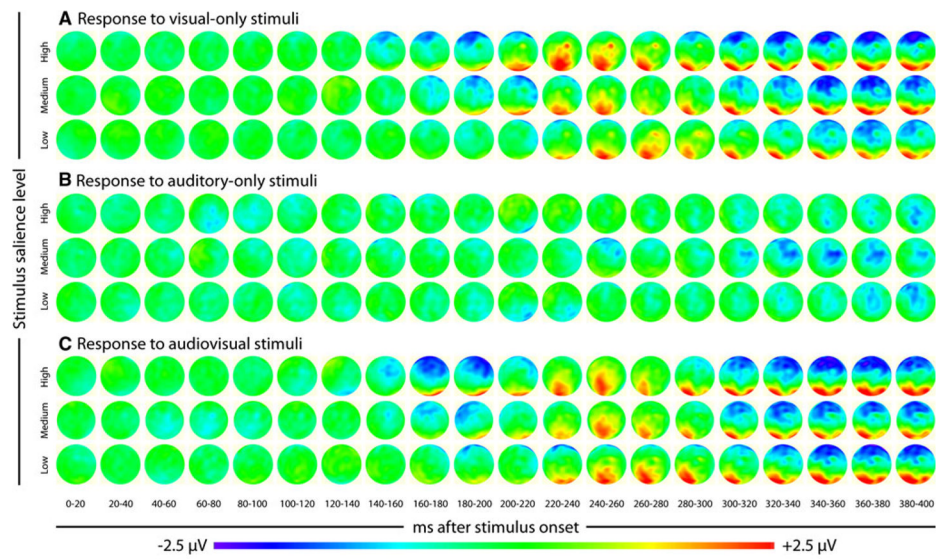 A Response to visual-only stimuli
High
Medium
Low
B Response to auditory-only stimuli
High
Medium
Low
C Response to audiovisual stimuli
High
Medium
Low
Stimulus salience level
0-20 20-40 40-60 60-80 80-100 100-120 120-140 140-160 160-180 180-200 200-220 220-240 240-260 260-280 280-300 300-320 320-340 340-360 360-380 380-400
ms after stimulus onset
-2.5 μV +2.5 μV